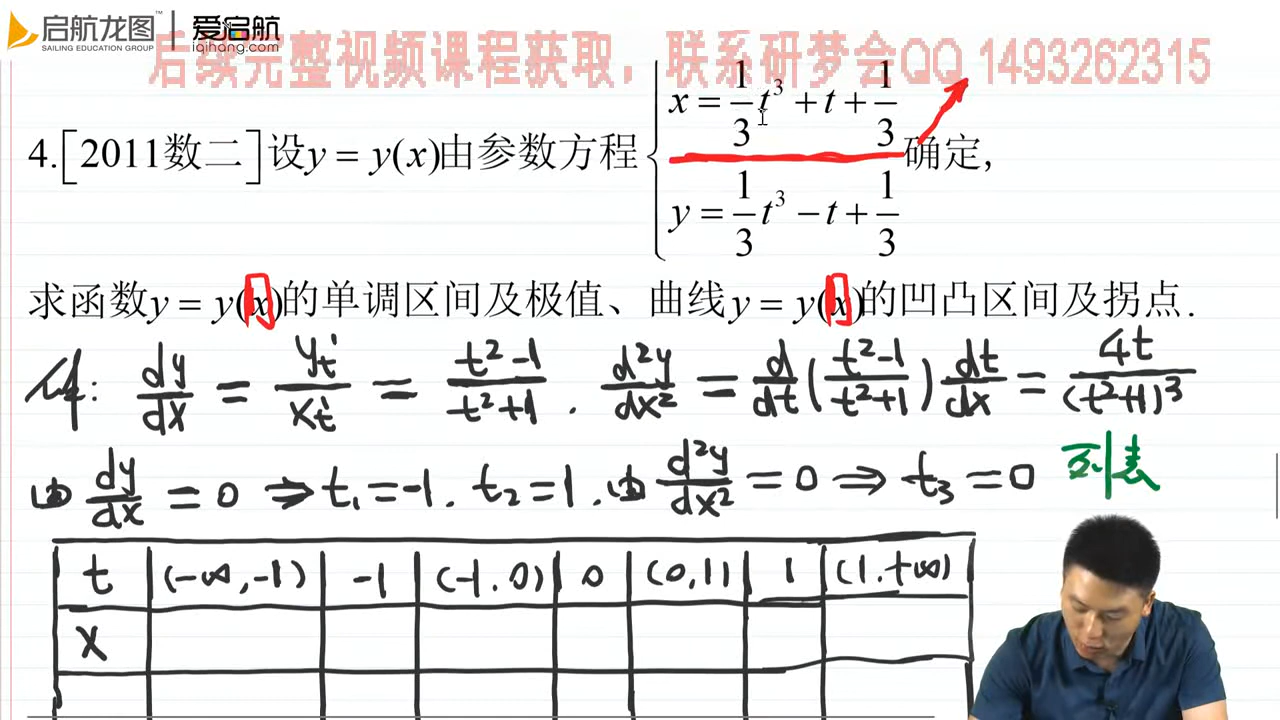 启航龙图 | 爱启航
SAILING EDUCATION GROUP iqihang.com
后续完整视频课程获取，联系研梦会QQ 1493262315
4.[2011数二]设y = y(x)由参数方程 { x = 1/3 t³ + t + 1/3
y = 1/3 t³ − t + 1/3 确定,
求函数y = y(x)的单调区间及极值、曲线y = y(x)的凹凸区间及拐点.
解: dy/dx = y't/x't = (t²-1)/(t²+1) . d²y/dx² = d/dt ((t²-1)/(t²+1)) dt/dx = 4t/(t²+1)³
由 dy/dx = 0 ⇒ t₁=-1. t₂=1. 由 d²y/dx² = 0 ⇒ t₃=0 列表
t (-∞,-1) -1 (-1.0) 0 (0,1) 1 (1.+∞)
X